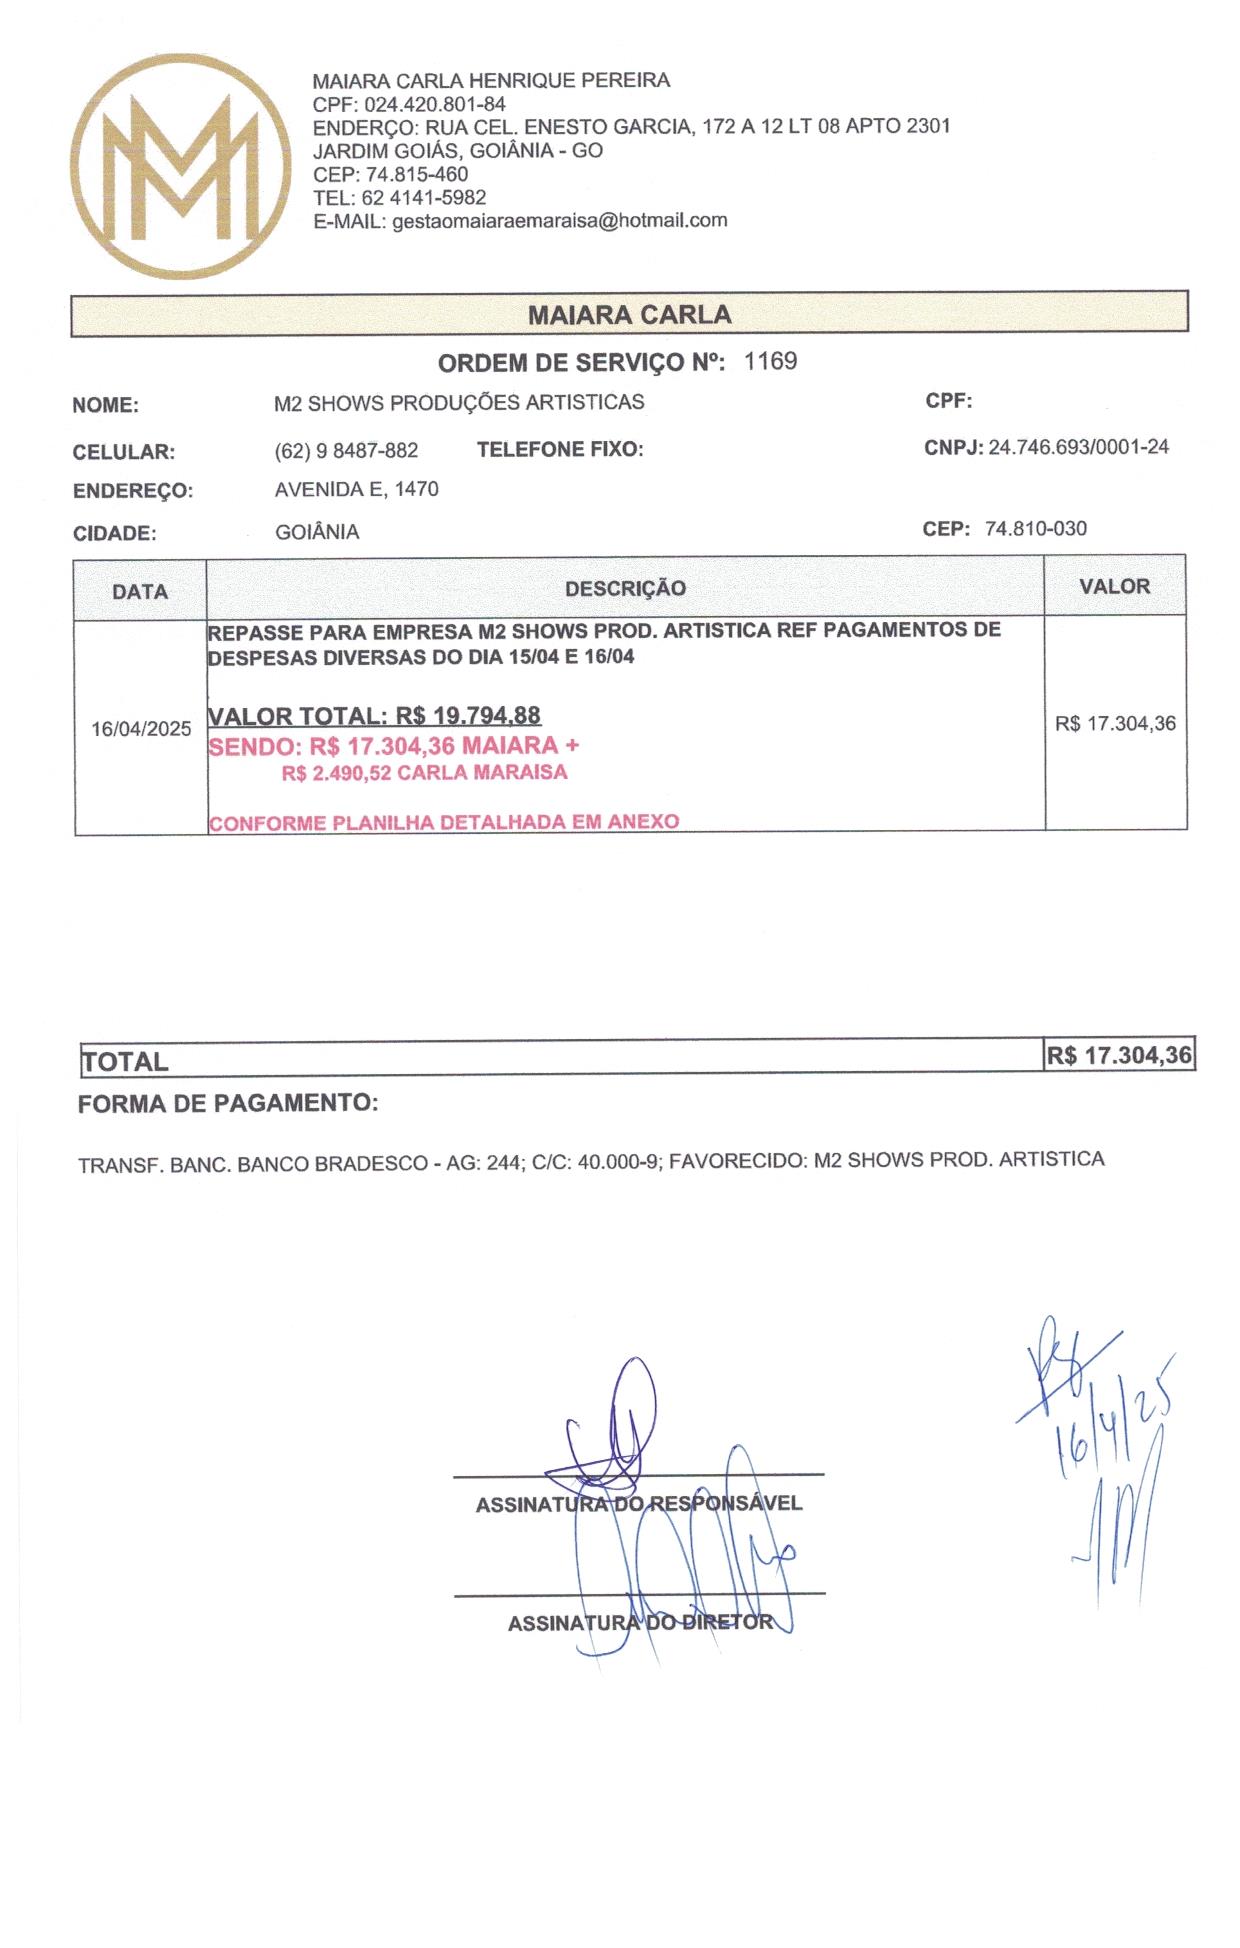 MAIARA CARLA HENRIQUE PEREIRA
CPF: 024.420.801-84
ENDERÇO: RUA CEL. ENESTO GARCIA, 172 A 12 LT 08 APTO 2301
JARDIM GOIÁS, GOIÂNIA - GO
CEP: 74.815-460
TEL: 62 4141-5982
E-MAIL: gestaomaiaraemaraisa@hotmail.com
MAIARA CARLA
ORDEM DE SERVIÇO Nº: 1169
NOME: M2 SHOWS PRODUÇÕES ARTISTICAS CPF:
CELULAR: (62) 9 8487-882 TELEFONE FIXO: CNPJ: 24.746.693/0001-24
ENDEREÇO: AVENIDA E, 1470
CIDADE: GOIÂNIA CEP: 74.810-030
DATA DESCRIÇÃO VALOR
REPASSE PARA EMPRESA M2 SHOWS PROD. ARTISTICA REF PAGAMENTOS DE
DESPESAS DIVERSAS DO DIA 15/04 E 16/04
VALOR TOTAL: R$ 19.794,88
16/04/2025 R$ 17.304,36
SENDO: R$ 17.304,36 MAIARA +
R$ 2.490,52 CARLA MARAISA
CONFORME PLANILHA DETALHADA EM ANEXO
TOTAL R$ 17.304,36
FORMA DE PAGAMENTO:
TRANSF. BANC. BANCO BRADESCO - AG: 244; C/C: 40.000-9; FAVORECIDO: M2 SHOWS PROD. ARTISTICA
16/4/25
ASSINATURA DO RESPONSÁVEL
ASSINATURA DO DIRETOR